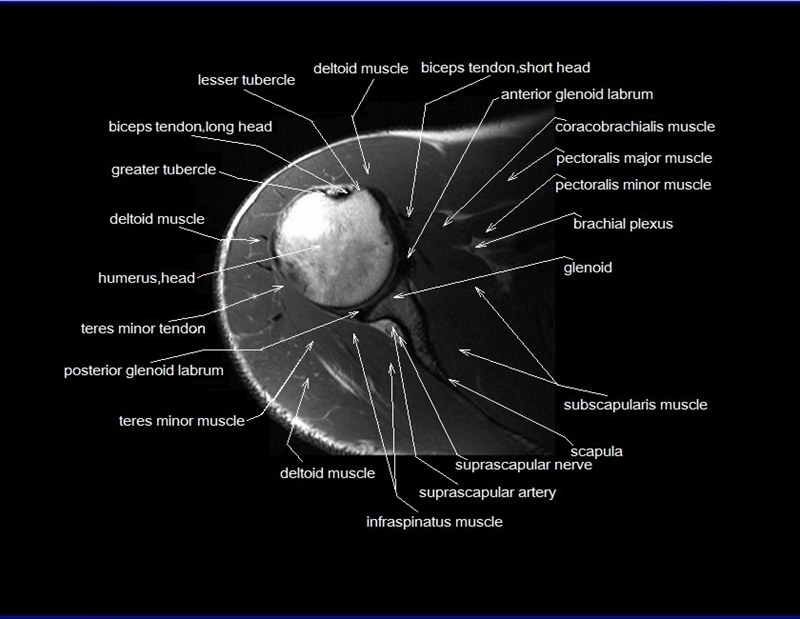 deltoid muscle
biceps tendon,short head
lesser tubercle
anterior glenoid labrum
biceps tendon,long head
coracobrachialis muscle
pectoralis major muscle
greater tubercle
pectoralis minor muscle
deltoid muscle
brachial plexus
glenoid
humerus,head
teres minor tendon
posterior glenoid labrum
subscapularis muscle
teres minor muscle
scapula
suprascapular nerve
deltoid muscle
suprascapular artery
infraspinatus muscle